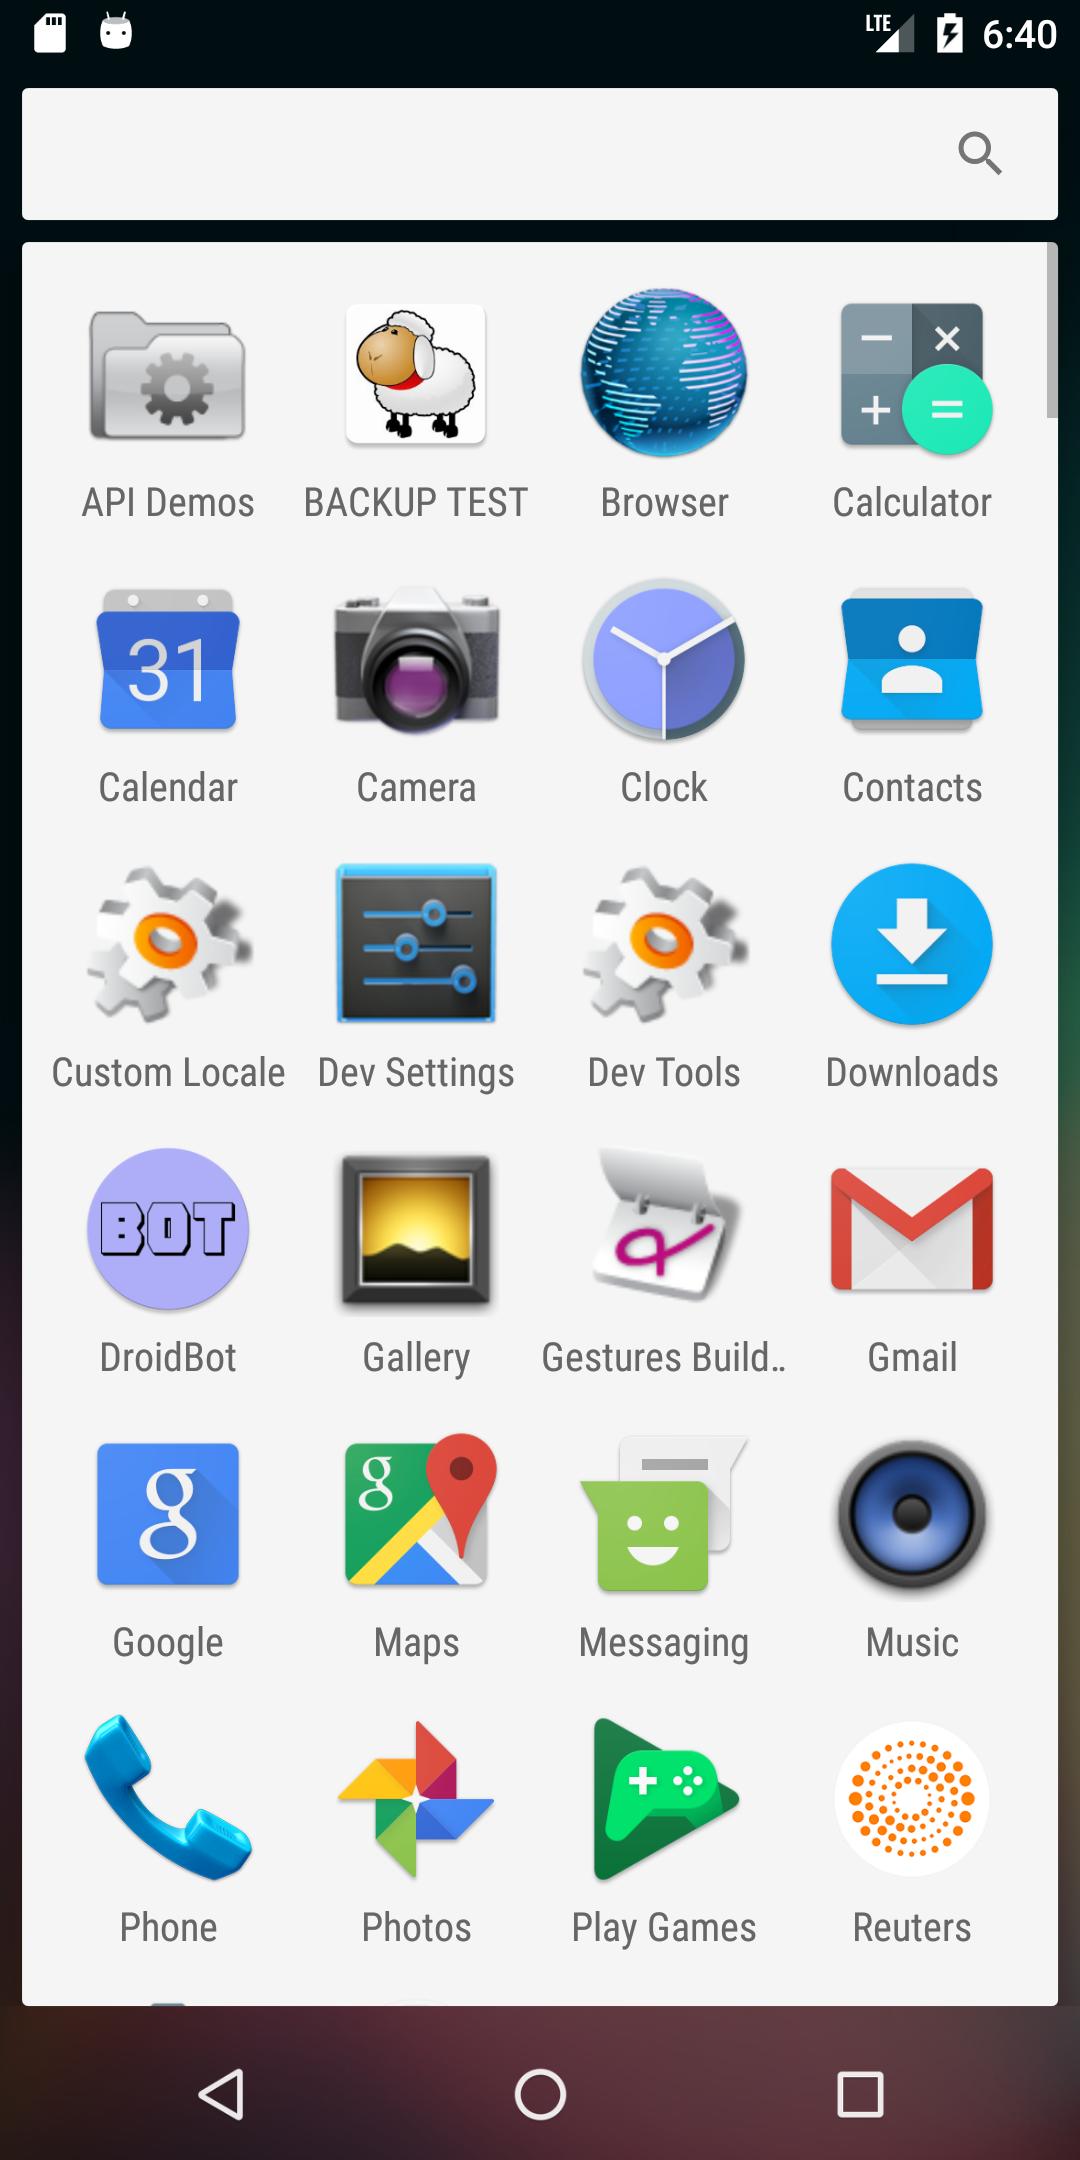 LTE 6:40
API Demos BACKUP TEST Browser Calculator
31
Calendar Camera Clock Contacts
Custom Locale Dev Settings Dev Tools Downloads
BOT
DroidBot Gallery Gestures Build.. Gmail
g g
Google Maps Messaging Music
Phone Photos Play Games Reuters